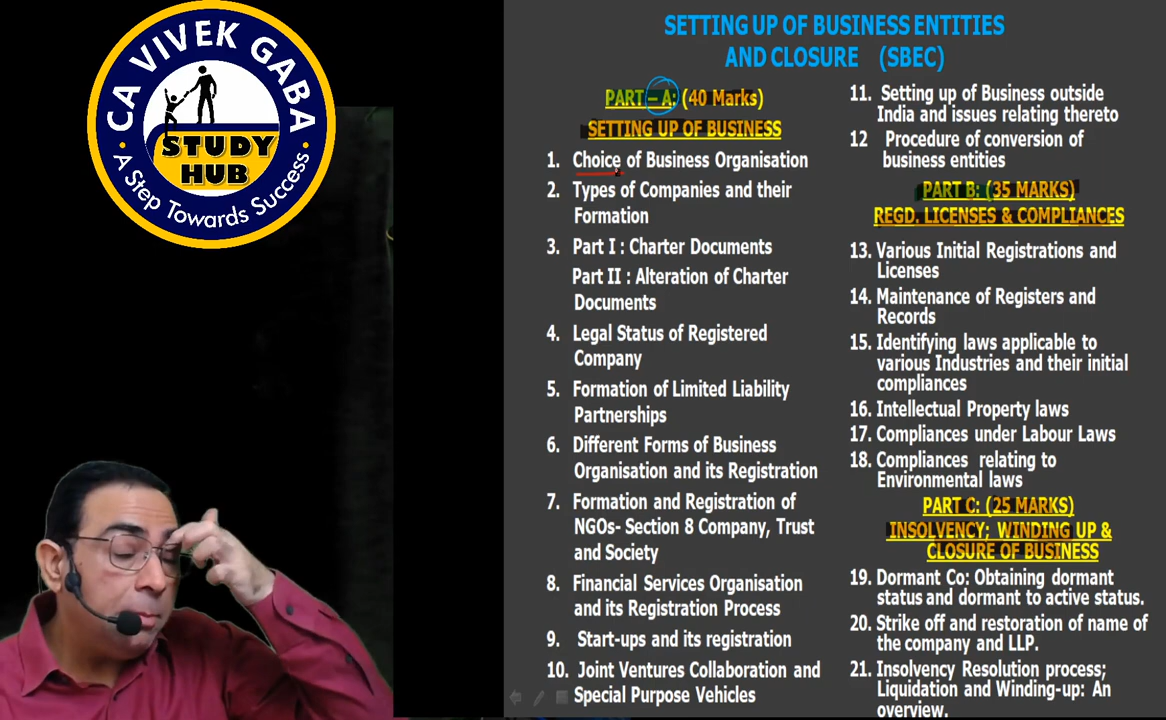 CA VIVEK GABA
STUDY
HUB
• A Step Towards Success •
SETTING UP OF BUSINESS ENTITIES
AND CLOSURE (SBEC)
PART – A: (40 Marks)
SETTING UP OF BUSINESS
1. Choice of Business Organisation
2. Types of Companies and their
Formation
3. Part I : Charter Documents
Part II : Alteration of Charter
Documents
4. Legal Status of Registered
Company
5. Formation of Limited Liability
Partnerships
6. Different Forms of Business
Organisation and its Registration
7. Formation and Registration of
NGOs- Section 8 Company, Trust
and Society
8. Financial Services Organisation
and its Registration Process
9. Start-ups and its registration
10. Joint Ventures Collaboration and
Special Purpose Vehicles
11. Setting up of Business outside
India and issues relating thereto
12 Procedure of conversion of
business entities
PART B: (35 MARKS)
REGD. LICENSES & COMPLIANCES
13. Various Initial Registrations and
Licenses
14. Maintenance of Registers and
Records
15. Identifying laws applicable to
various Industries and their initial
compliances
16. Intellectual Property laws
17. Compliances under Labour Laws
18. Compliances relating to
Environmental laws
PART C: (25 MARKS)
INSOLVENCY; WINDING UP &
CLOSURE OF BUSINESS
19. Dormant Co: Obtaining dormant
status and dormant to active status.
20. Strike off and restoration of name of
the company and LLP.
21. Insolvency Resolution process;
Liquidation and Winding-up: An
overview.